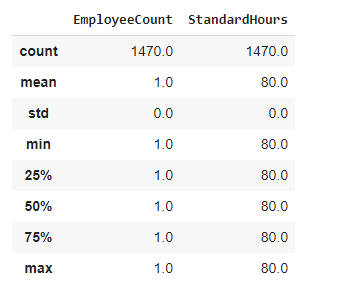 EmployeeCount StandardHours
count 1470.0 1470.0
mean 1.0 80.0
std 0.0 0.0
min 1.0 80.0
25% 1.0 80.0
50% 1.0 80.0
75% 1.0 80.0
max 1.0 80.0